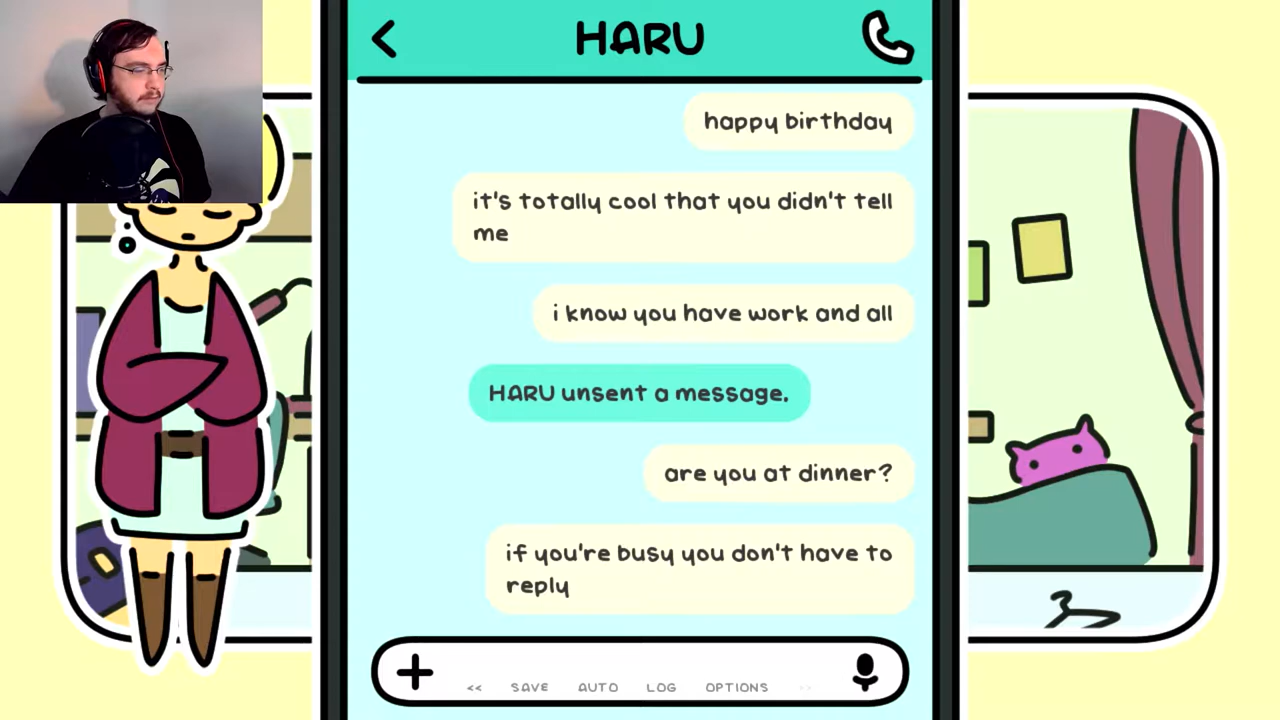 HARU
happy birthday
it's totally cool that you didn't tell
me
i know you have work and all
HARU unsent a message.
are you at dinner?
if you're busy you don't have to
reply
<< SAVE AUTO LOG OPTIONS